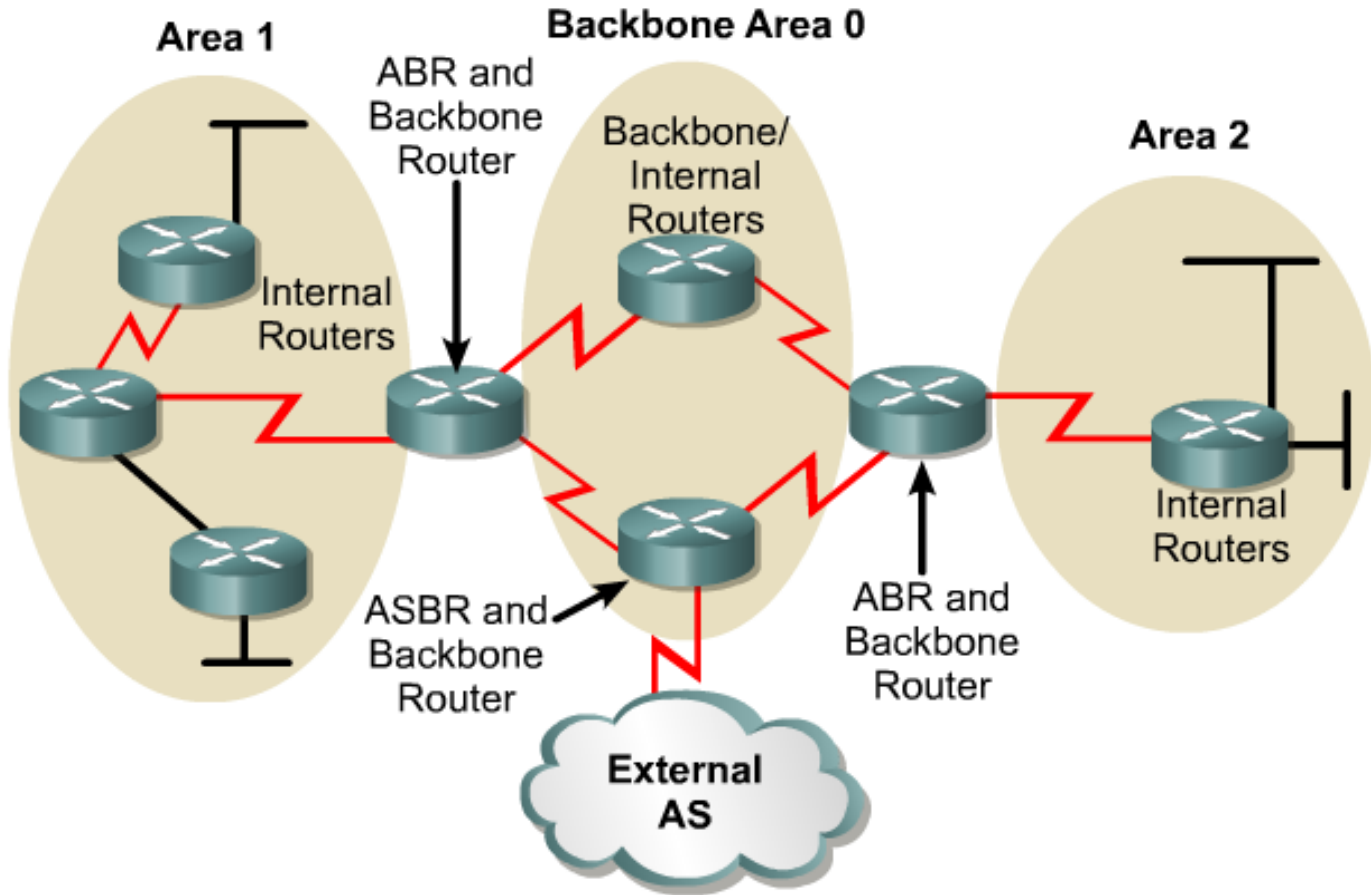 Area 1
Backbone Area 0
ABR and
Backbone
Router
Backbone/
Internal
Routers
Area 2
Internal
Routers
ASBR and
Backbone
Router
ABR and
Backbone
Router
Internal
Routers
External
AS